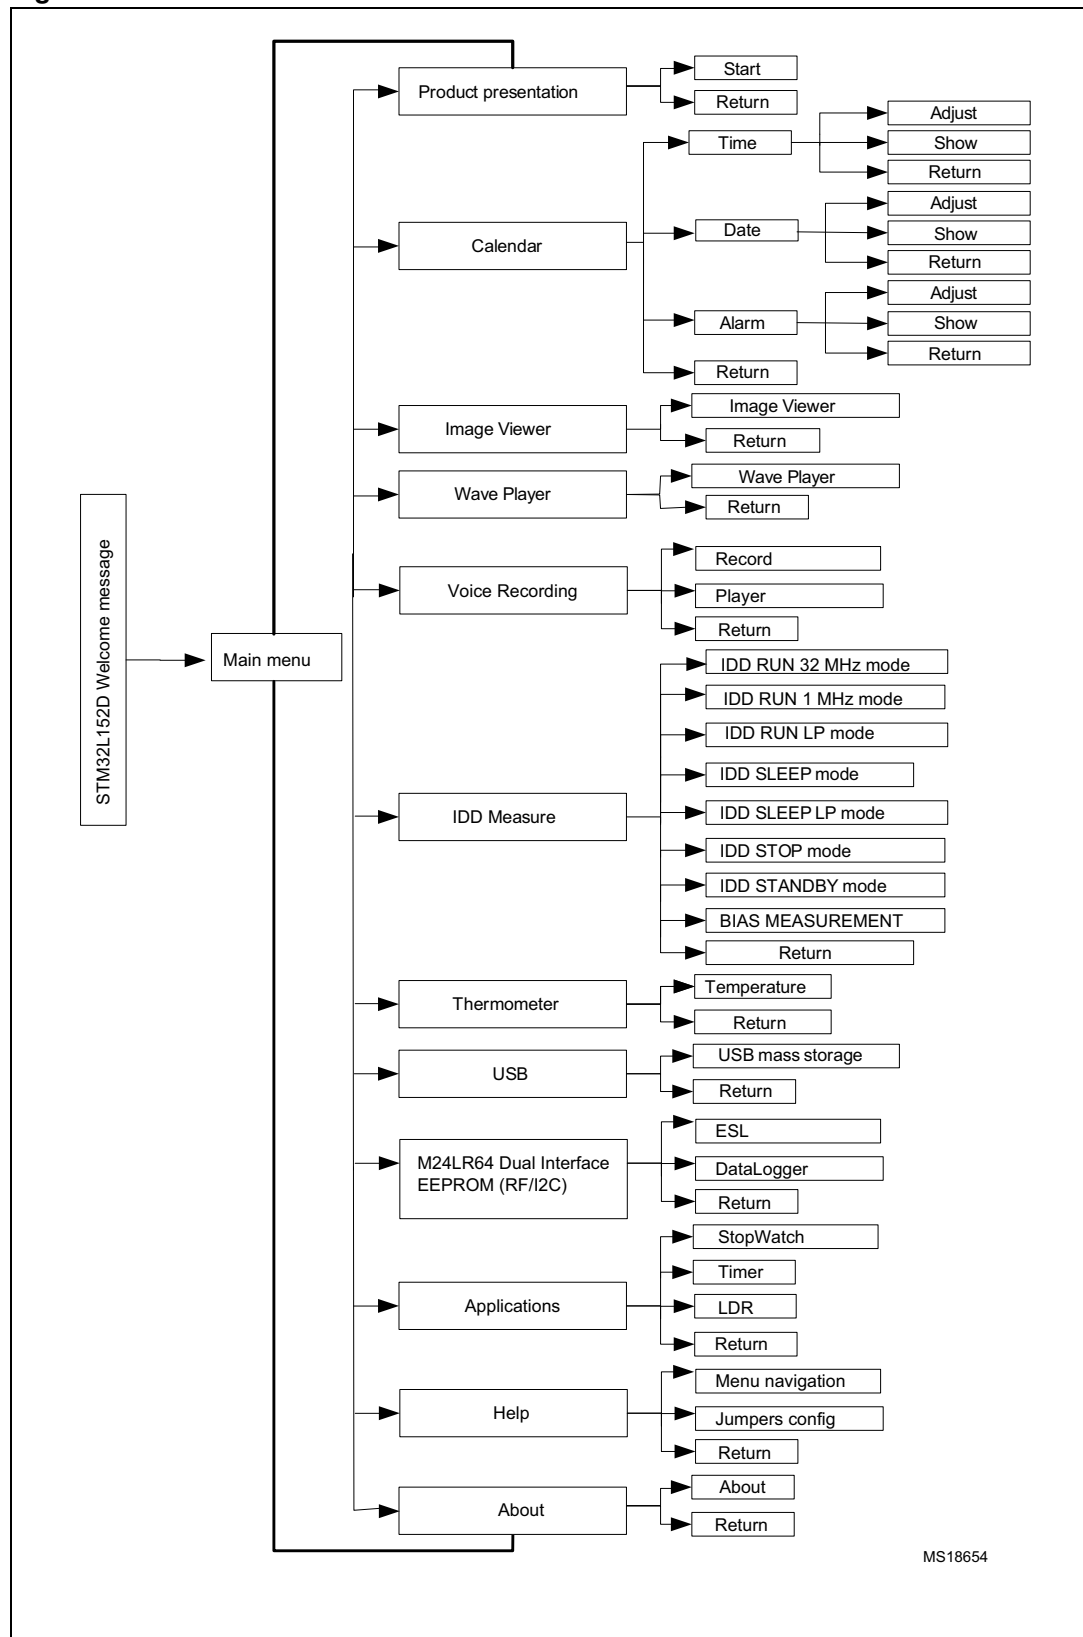 STM32L152D Welcome message
Main menu
Product presentation
Start
Return
Calendar
Time
Adjust
Show
Return
Date
Adjust
Show
Return
Alarm
Adjust
Show
Return
Return
Image Viewer
Image Viewer
Return
Wave Player
Wave Player
Return
Voice Recording
Record
Player
Return
IDD Measure
IDD RUN 32 MHz mode
IDD RUN 1 MHz mode
IDD RUN LP mode
IDD SLEEP mode
IDD SLEEP LP mode
IDD STOP mode
IDD STANDBY mode
BIAS MEASUREMENT
Return
Thermometer
Temperature
Return
USB
USB mass storage
Return
M24LR64 Dual Interface
EEPROM (RF/I2C)
ESL
DataLogger
Return
Applications
StopWatch
Timer
LDR
Return
Help
Menu navigation
Jumpers config
Return
About
About
Return
MS18654